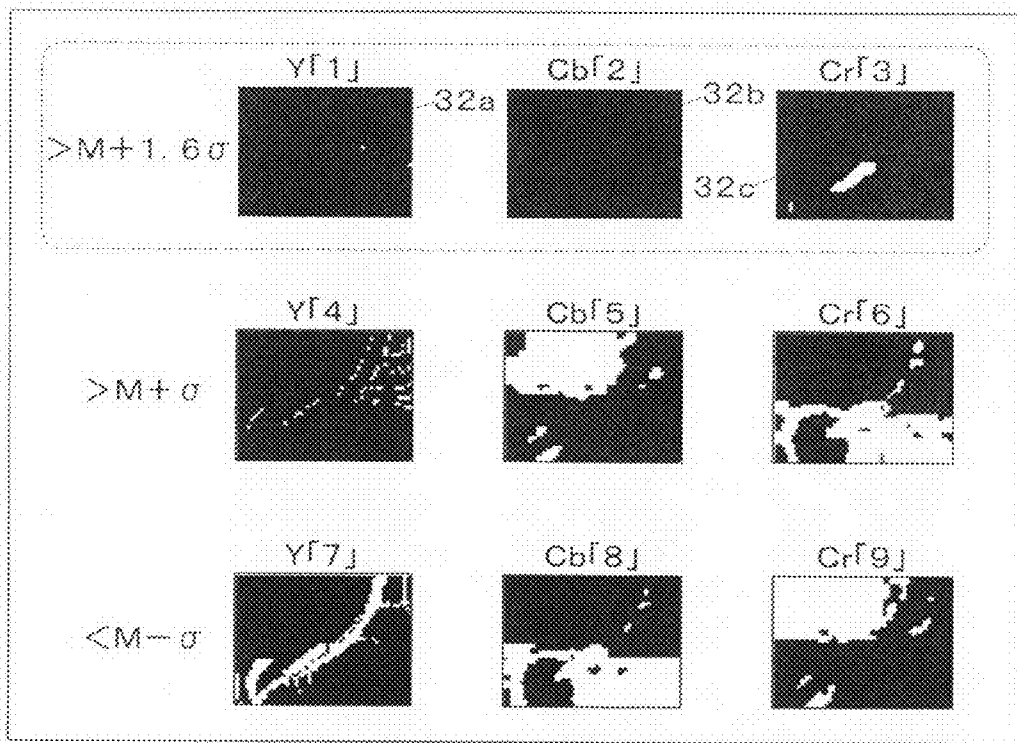 Y「1」 Cb「2」 Cr「3」
32a 32b
>M+1.6σ
32c
Y「4」 Cb「5」 Cr「6」
>M+σ
Y「7」 Cb「8」 Cr「9」
<M−σ